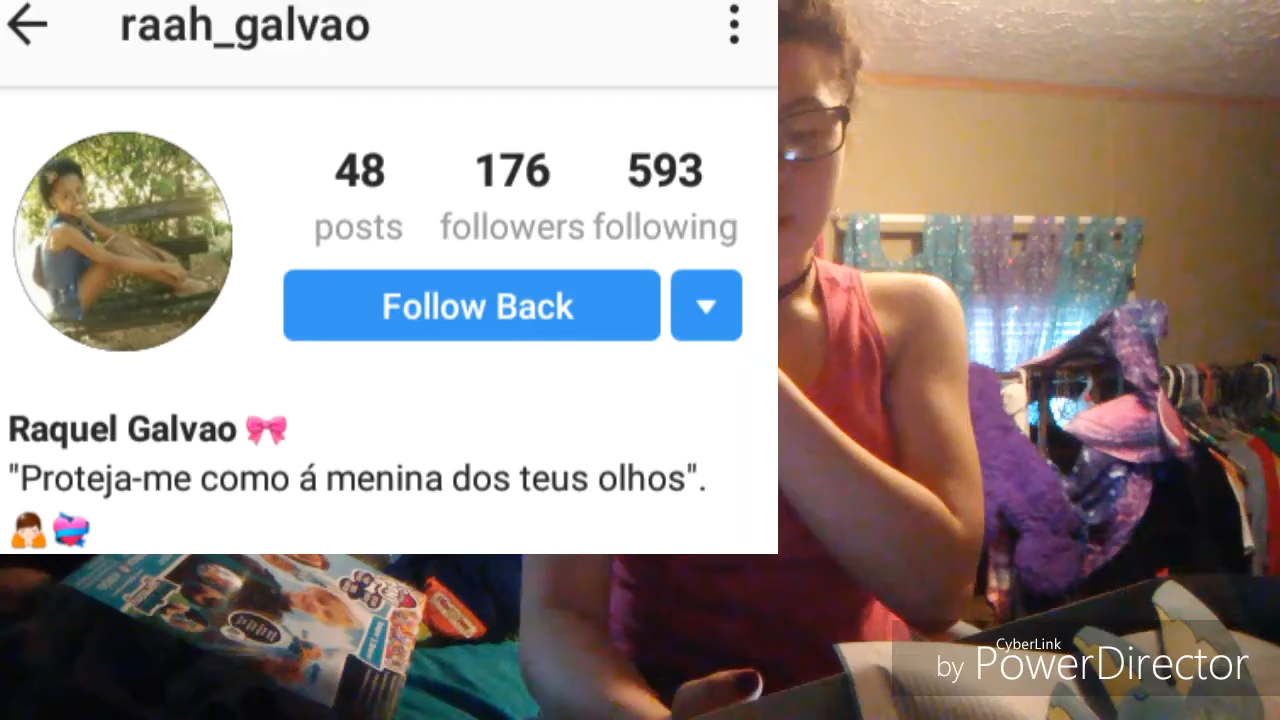 raah_galvao
48 176 593
posts followers following
Follow Back
Raquel Galvao 🎀
"Proteja-me como á menina dos teus olhos".
🙏💝
CyberLink
by PowerDirector